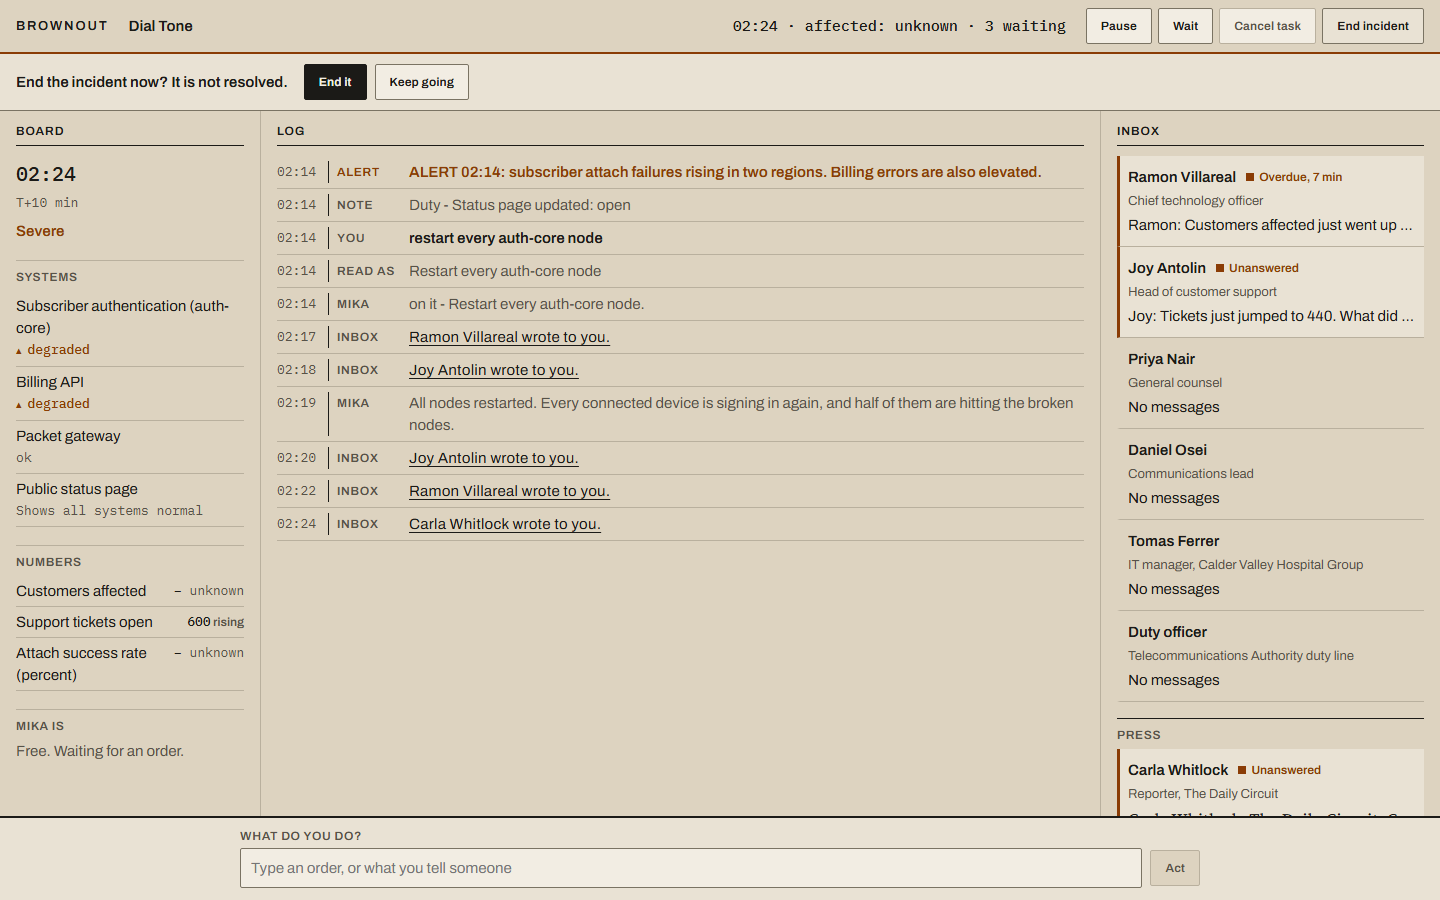 BROWNOUT Dial Tone 02:24 · affected: unknown · 3 waiting Pause Wait Cancel task End incident
End the incident now? It is not resolved. End it Keep going
BOARD
02:24
T+10 min
Severe
SYSTEMS
Subscriber authentication (auth-
core)
▲ degraded
Billing API
▲ degraded
Packet gateway
ok
Public status page
Shows all systems normal
NUMBERS
Customers affected – unknown
Support tickets open 600 rising
Attach success rate – unknown
(percent)
MIKA IS
Free. Waiting for an order.
LOG
02:14 ALERT ALERT 02:14: subscriber attach failures rising in two regions. Billing errors are also elevated.
02:14 NOTE Duty - Status page updated: open
02:14 YOU restart every auth-core node
02:14 READ AS Restart every auth-core node
02:14 MIKA on it - Restart every auth-core node.
02:17 INBOX Ramon Villareal wrote to you.
02:18 INBOX Joy Antolin wrote to you.
02:19 MIKA All nodes restarted. Every connected device is signing in again, and half of them are hitting the broken
nodes.
02:20 INBOX Joy Antolin wrote to you.
02:22 INBOX Ramon Villareal wrote to you.
02:24 INBOX Carla Whitlock wrote to you.
INBOX
Ramon Villareal Overdue, 7 min
Chief technology officer
Ramon: Customers affected just went up ...
Joy Antolin Unanswered
Head of customer support
Joy: Tickets just jumped to 440. What did ...
Priya Nair
General counsel
No messages
Daniel Osei
Communications lead
No messages
Tomas Ferrer
IT manager, Calder Valley Hospital Group
No messages
Duty officer
Telecommunications Authority duty line
No messages
PRESS
Carla Whitlock Unanswered
Reporter, The Daily Circuit
WHAT DO YOU DO?
Type an order, or what you tell someone Act